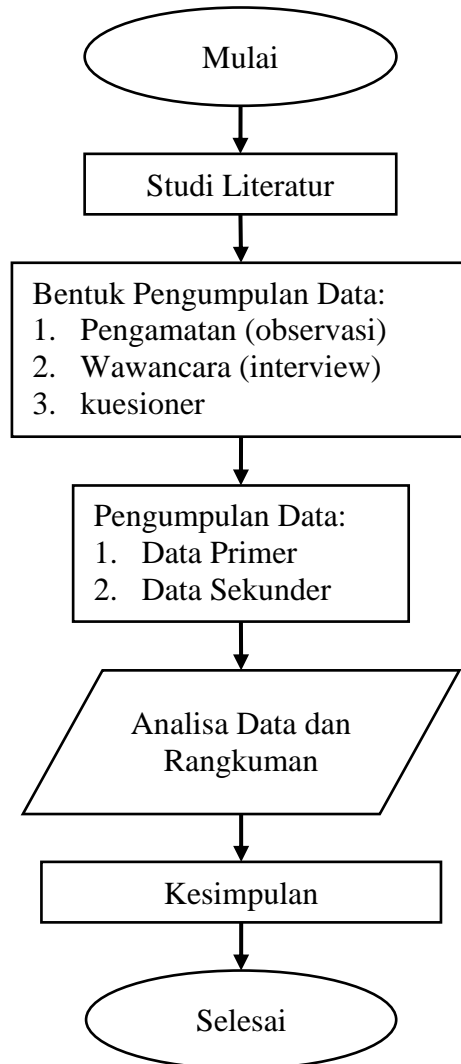 Mulai
Studi Literatur
Bentuk Pengumpulan Data:
1. Pengamatan (observasi)
2. Wawancara (interview)
3. kuesioner
Pengumpulan Data:
1. Data Primer
2. Data Sekunder
Analisa Data dan
Rangkuman
Kesimpulan
Selesai